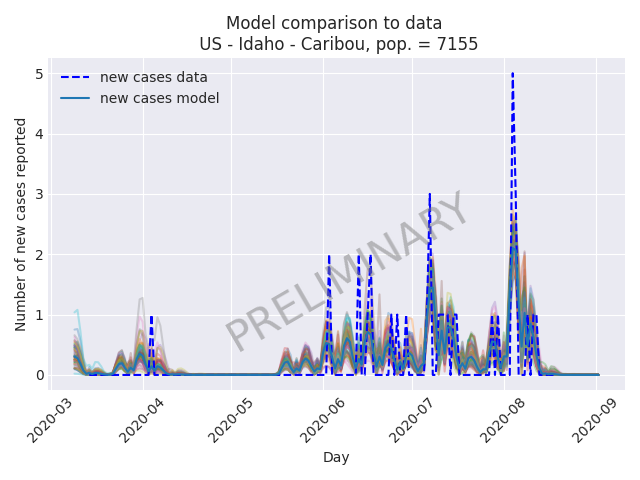 Model comparison to data
US - Idaho - Caribou, pop. = 7155
new cases data
new cases model
Number of new cases reported
5
4
3
2
1
0
PRELIMINARY
2020-03
2020-04
2020-05
2020-06
2020-07
2020-08
2020-09
Day